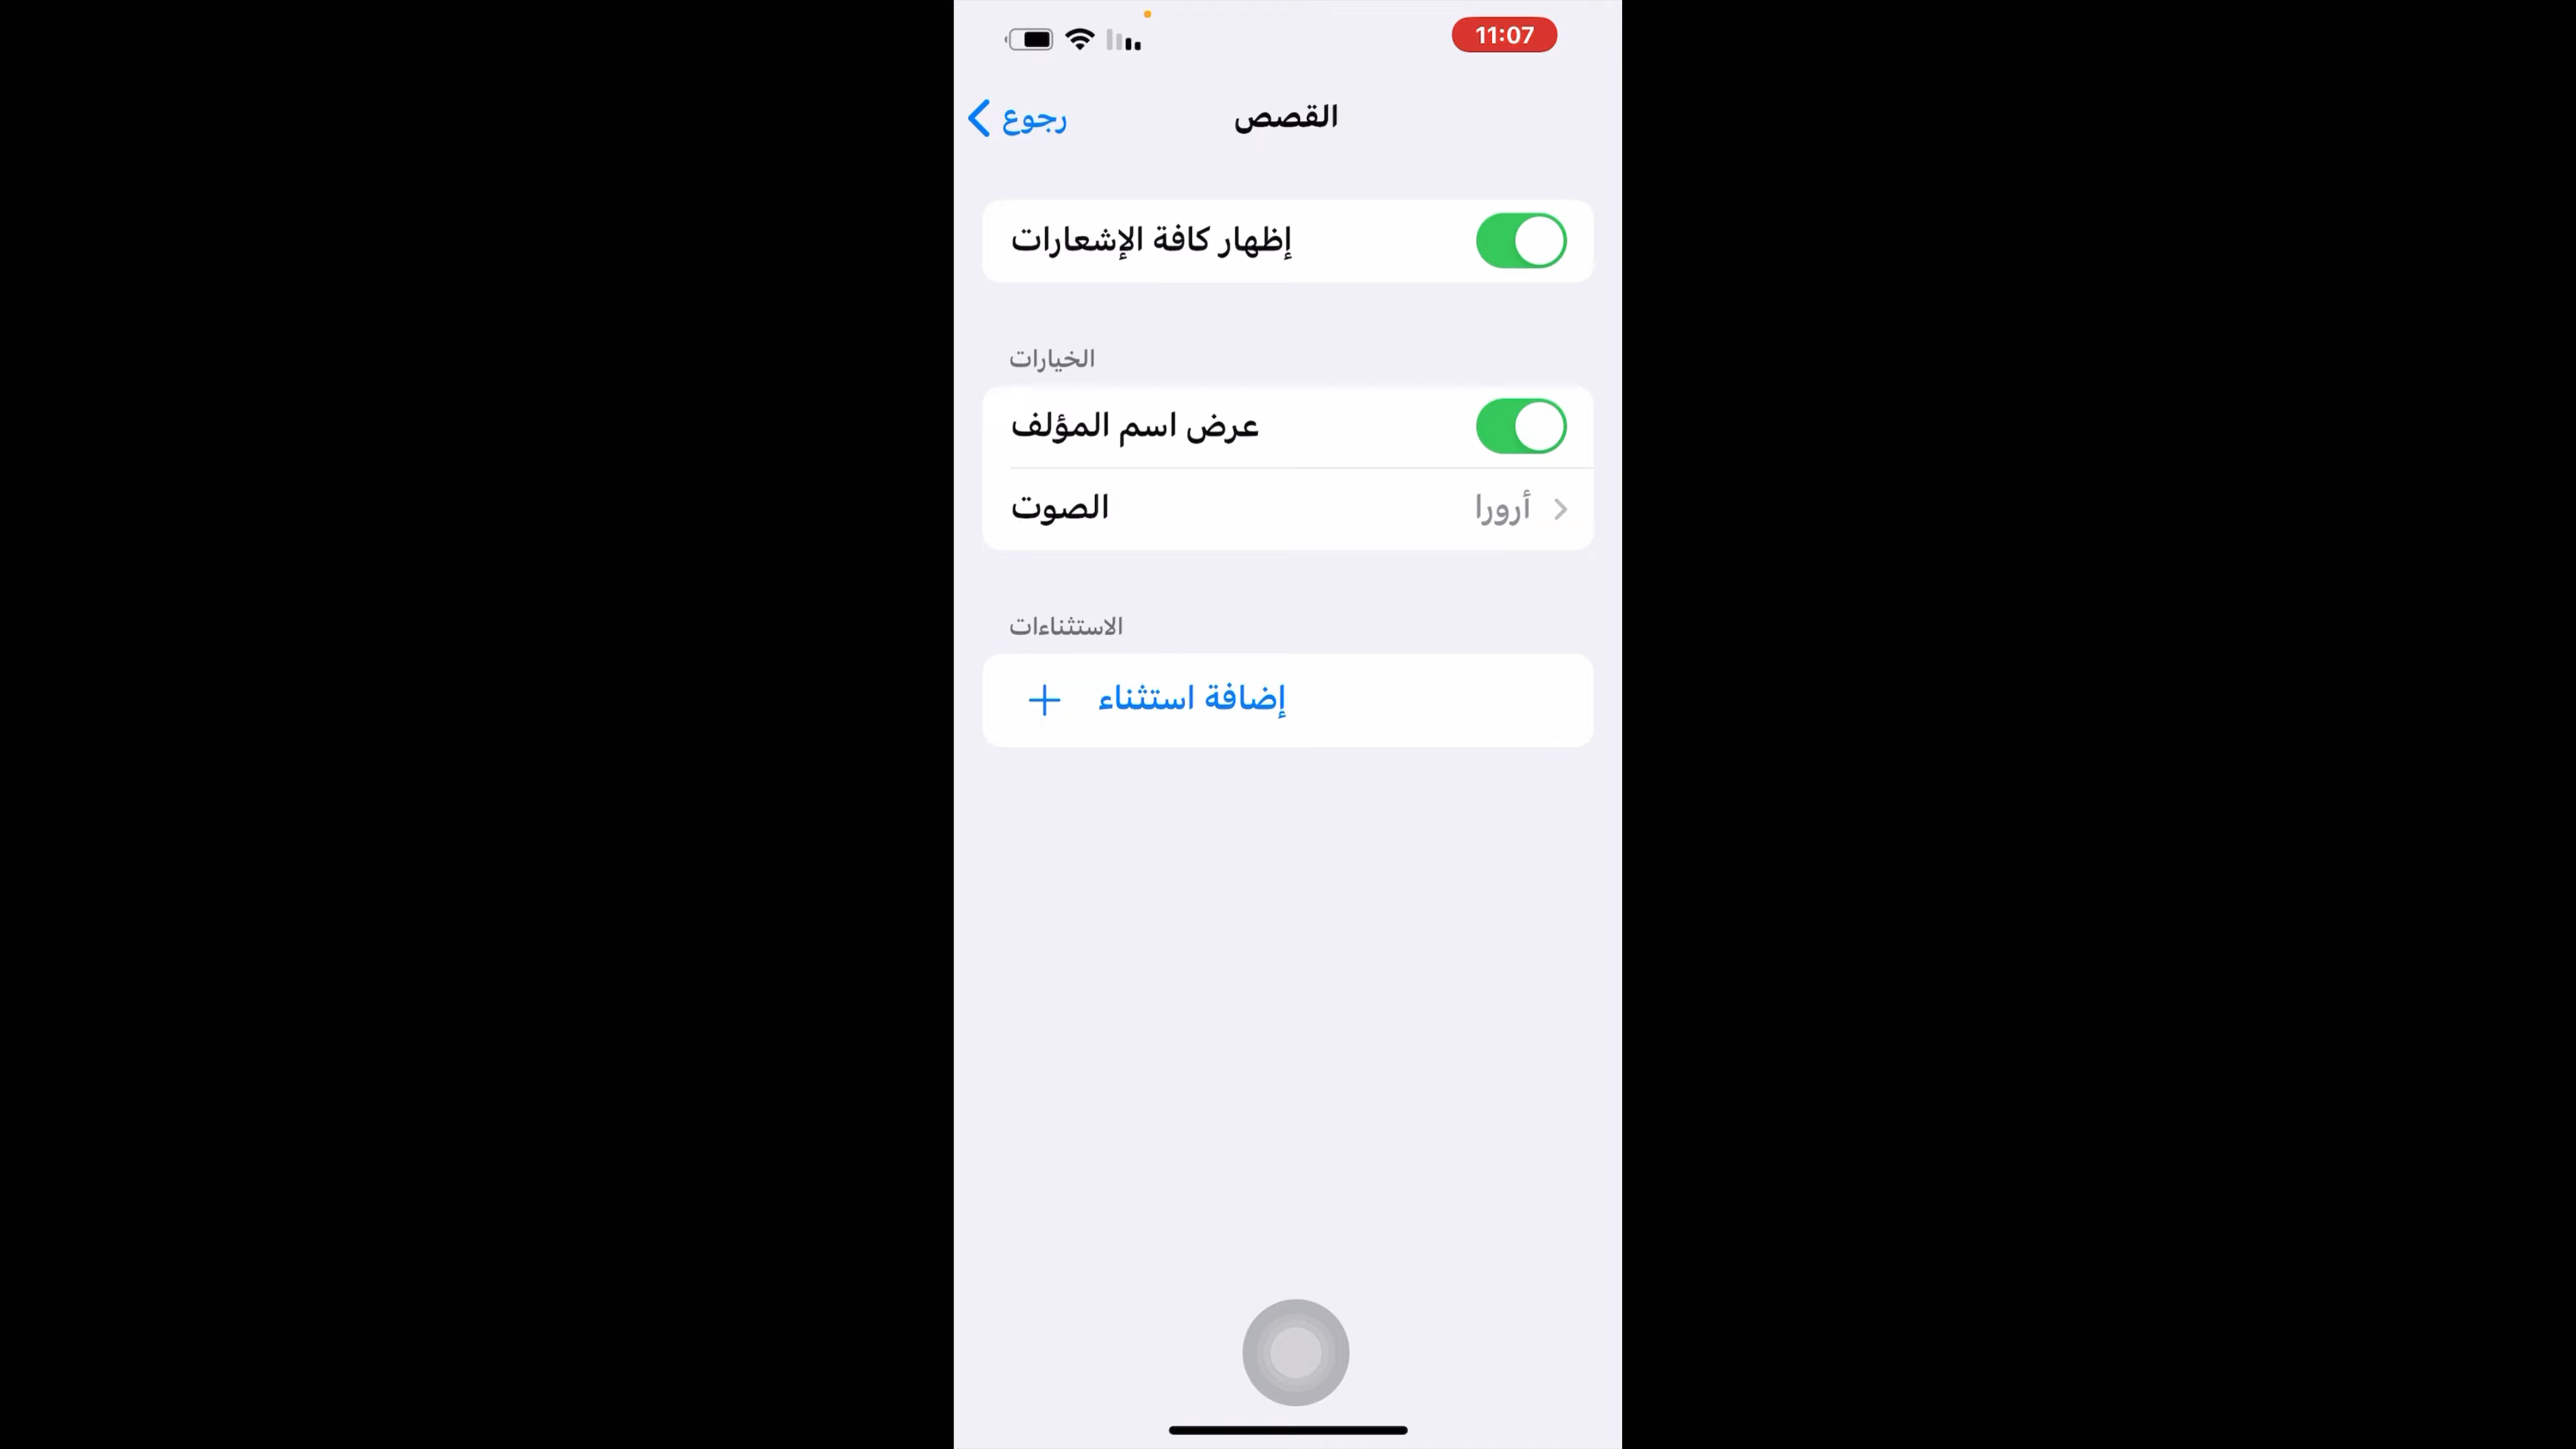 11:07
رجوع
القصص
إظهار كافة الإشعارات
الخيارات
عرض اسم المؤلف
الصوت
أرورا
الاستثناءات
إضافة استثناء